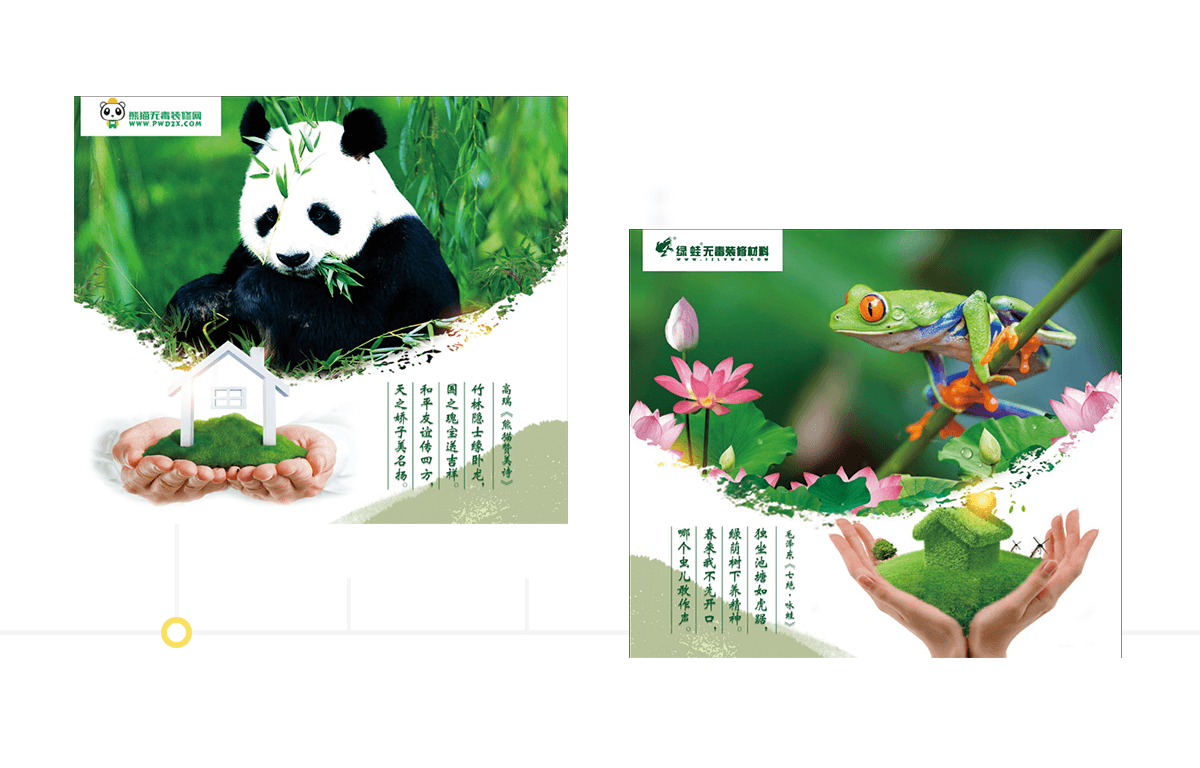 熊猫无毒装修网
WWW.PWDZX.COM
高瑞《熊猫赞美诗》
竹林隐士缘卧龙，
国之瑰宝送吉祥。
和平友谊传四方，
天之娇子美名扬。
绿蛙®无毒装修材料
毛泽东《七绝·咏蛙》
独坐池塘如虎踞，
绿荫树下养精神。
春来我不先开口，
哪个虫儿敢作声。